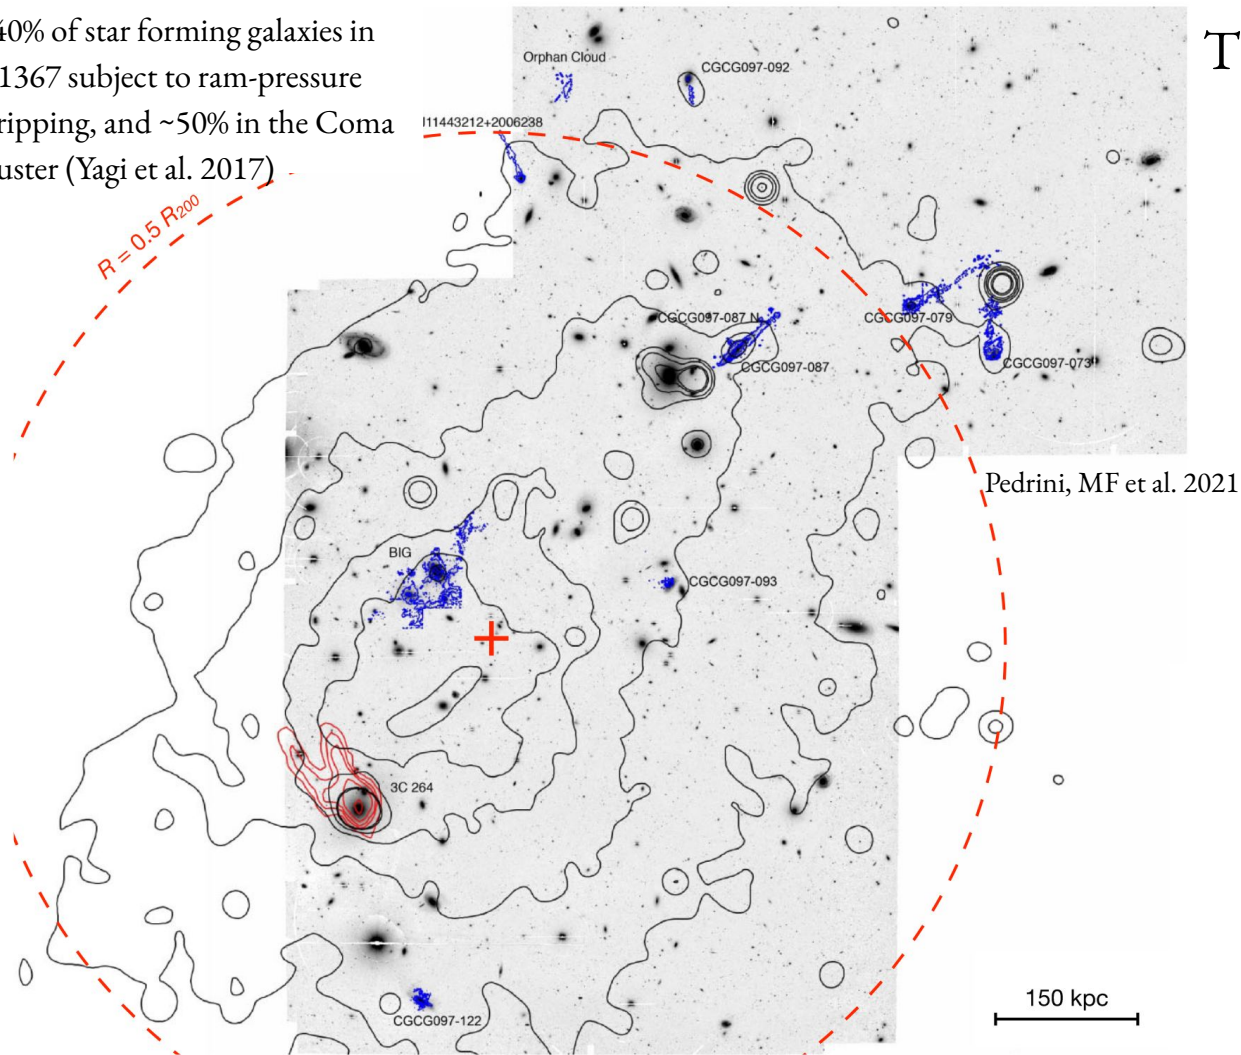 40% of star forming galaxies in
1367 subject to ram-pressure
ripping, and ~50% in the Coma
uster (Yagi et al. 2017)
T
Orphan Cloud
CGCG097-092
I11443212+2006238
R = 0.5 R200
CGCG097-087 N
CGCG097-087
CGCG097-079
CGCG097-073
Pedrini, MF et al. 2021
BIG
CGCG097-093
3C 264
CGCG097-122
150 kpc